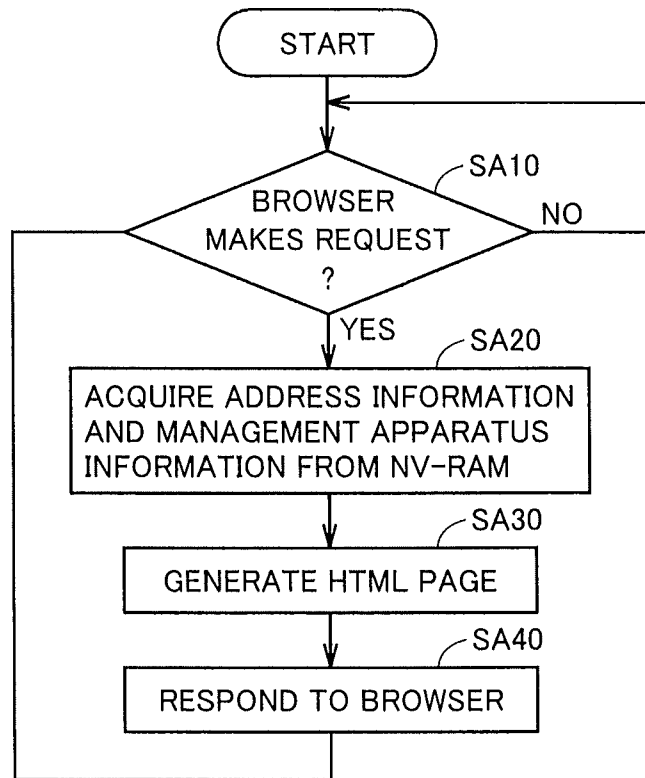 START
SA10
BROWSER
MAKES REQUEST
?
NO
YES
SA20
ACQUIRE ADDRESS INFORMATION
AND MANAGEMENT APPARATUS
INFORMATION FROM NV-RAM
SA30
GENERATE HTML PAGE
SA40
RESPOND TO BROWSER